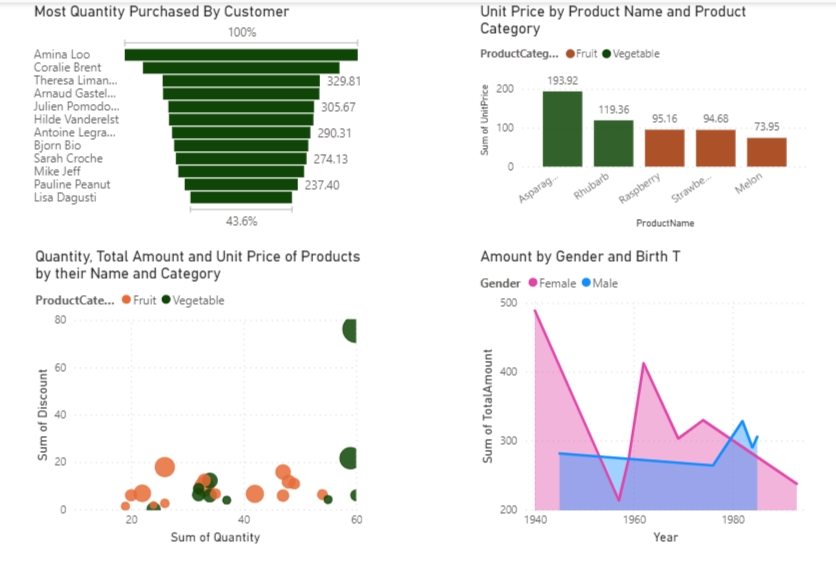 Most Quantity Purchased By Customer
100%
Amina Loo
Coralie Brent
Theresa Liman... 329.81
Arnaud Gastel...
Julien Pomodo... 305.67
Hilde Vanderelst
Antoine Legra... 290.31
Bjorn Bio
Sarah Croche 274.13
Mike Jeff
Pauline Peanut 237.40
Lisa Dagusti
43.6%
Unit Price by Product Name and Product
Category
ProductCateg... Fruit Vegetable
Sum of UnitPrice
200
100
0
193.92
119.36
95.16
94.68
73.95
Asparag...
Rhubarb
Raspberry
Strawbe...
Melon
ProductName
Quantity, Total Amount and Unit Price of Products
by their Name and Category
ProductCate... Fruit Vegetable
Sum of Discount
80
60
40
20
0
20 40 60
Sum of Quantity
Amount by Gender and Birth T
Gender Female Male
Sum of TotalAmount
500
400
300
200
1940 1960 1980
Year